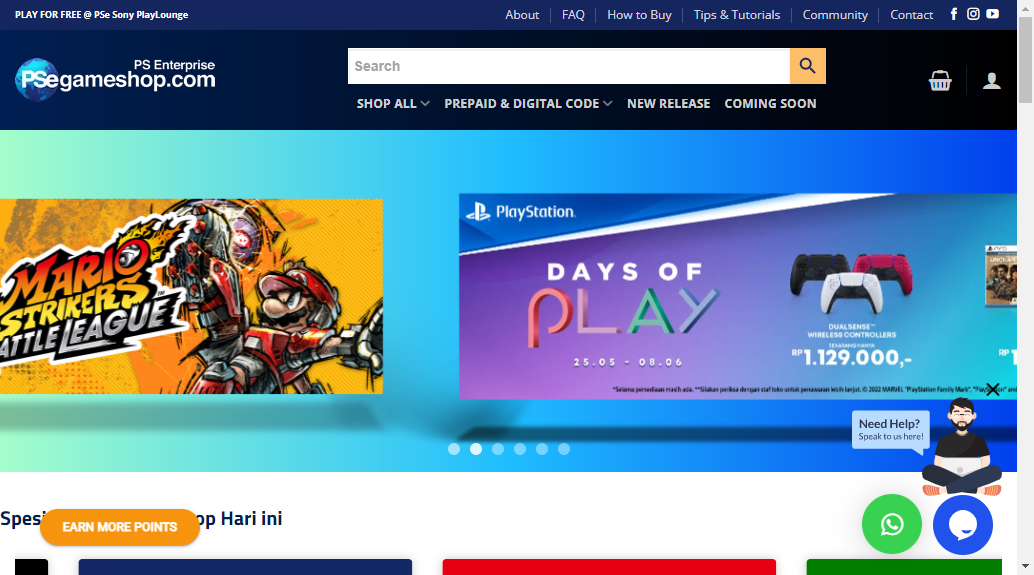 PLAY FOR FREE @ PSe Sony PlayLounge
About
FAQ
How to Buy
Tips & Tutorials
Community
Contact
PS Enterprise
PSegameshop.com
Search
SHOP ALL
PREPAID & DIGITAL CODE
NEW RELEASE
COMING SOON
MARIO
STRIKERS
BATTLE LEAGUE
PlayStation
DAYS OF
PLAY
25.05 - 08.06
DUALSENSE™
WIRELESS CONTROLLERS
SEKARANG HANYA
RP1.129.000,-
RP
*Selama persediaan masih ada. **Silakan periksa dengan staf toko untuk penawaran lebih lanjut. © 2022 MARVEL "PlayStation Family Mark", "PlayStation" and
Need Help?
Speak to us here!
Spesi
op Hari ini
EARN MORE POINTS